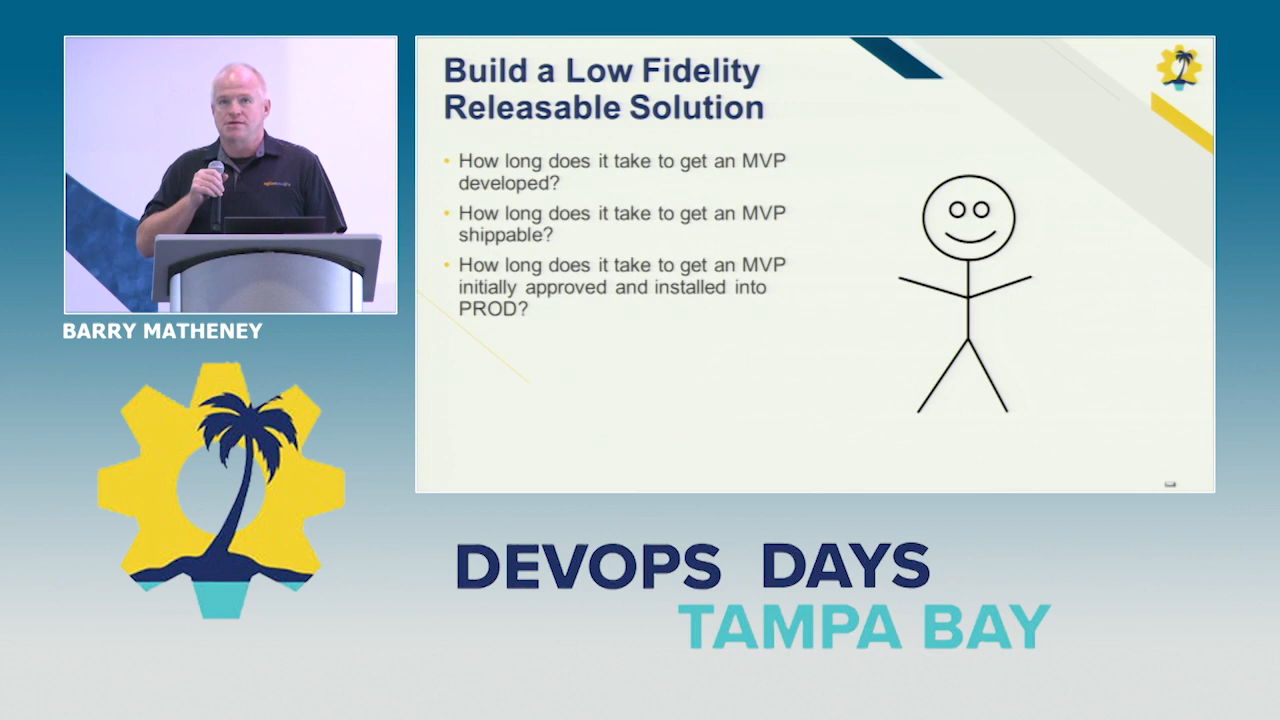 Build a Low Fidelity
Releasable Solution
• How long does it take to get an MVP
developed?
• How long does it take to get an MVP
shippable?
• How long does it take to get an MVP
initially approved and installed into
PROD?
BARRY MATHENEY
DEVOPS DAYS
TAMPA BAY